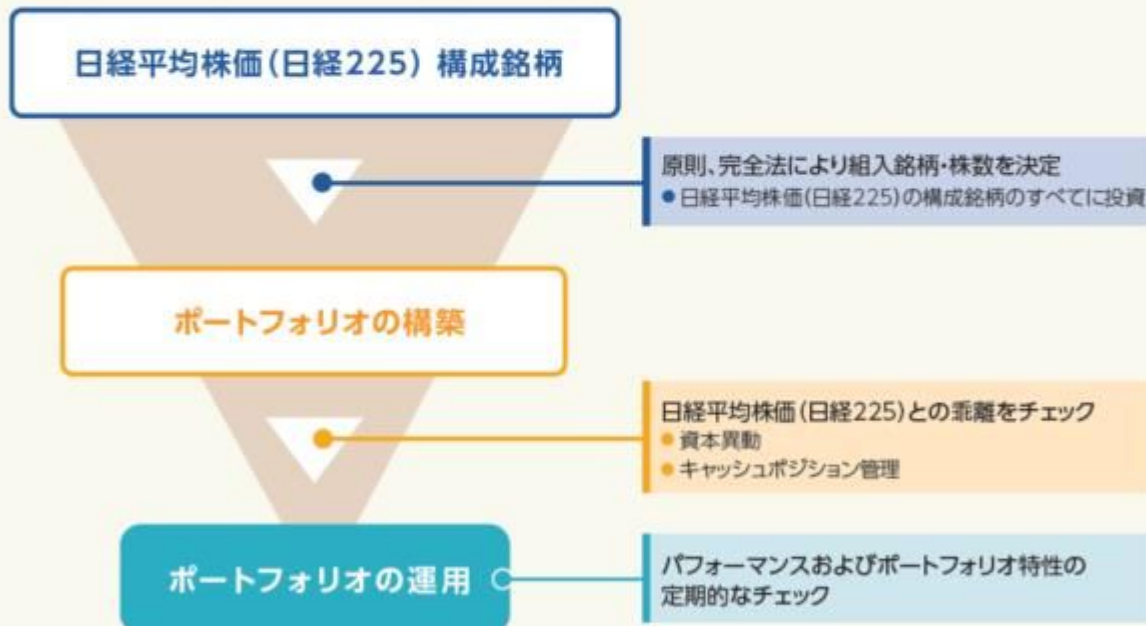 日経平均株価(日経225) 構成銘柄
原則、完全法により組入銘柄・株数を決定
● 日経平均株価(日経225)の構成銘柄のすべてに投資
ポートフォリオの構築
日経平均株価(日経225)との乖離をチェック
● 資本異動
● キャッシュポジション管理
ポートフォリオの運用
パフォーマンスおよびポートフォリオ特性の
定期的なチェック